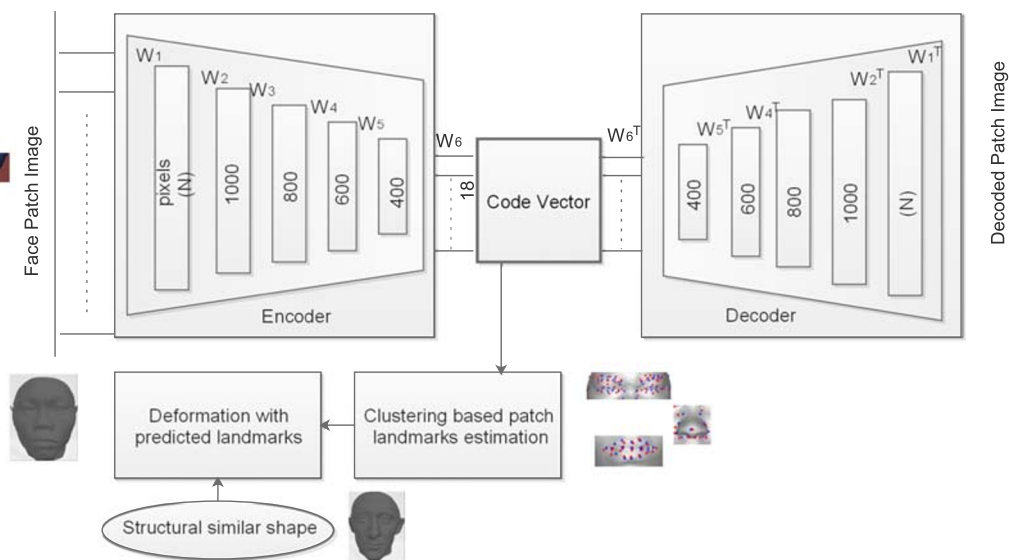 Face Patch Image
W1
W2
W3
W4
W5
pixels
(N)
1000
800
600
400
Encoder
W6
18
Code Vector
W6T
W5T
W4T
W2T
W1T
400
600
800
1000
(N)
Decoder
Decoded Patch Image
Deformation with
predicted landmarks
Clustering based patch
landmarks estimation
Structural similar shape